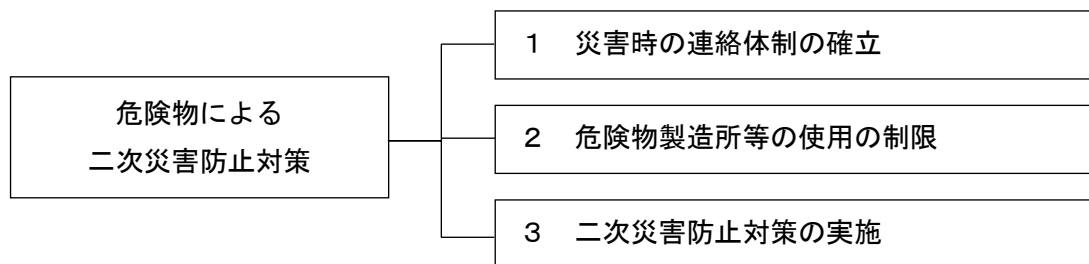 危険物による
二次災害防止対策
１　災害時の連絡体制の確立
２　危険物製造所等の使用の制限
３　二次災害防止対策の実施